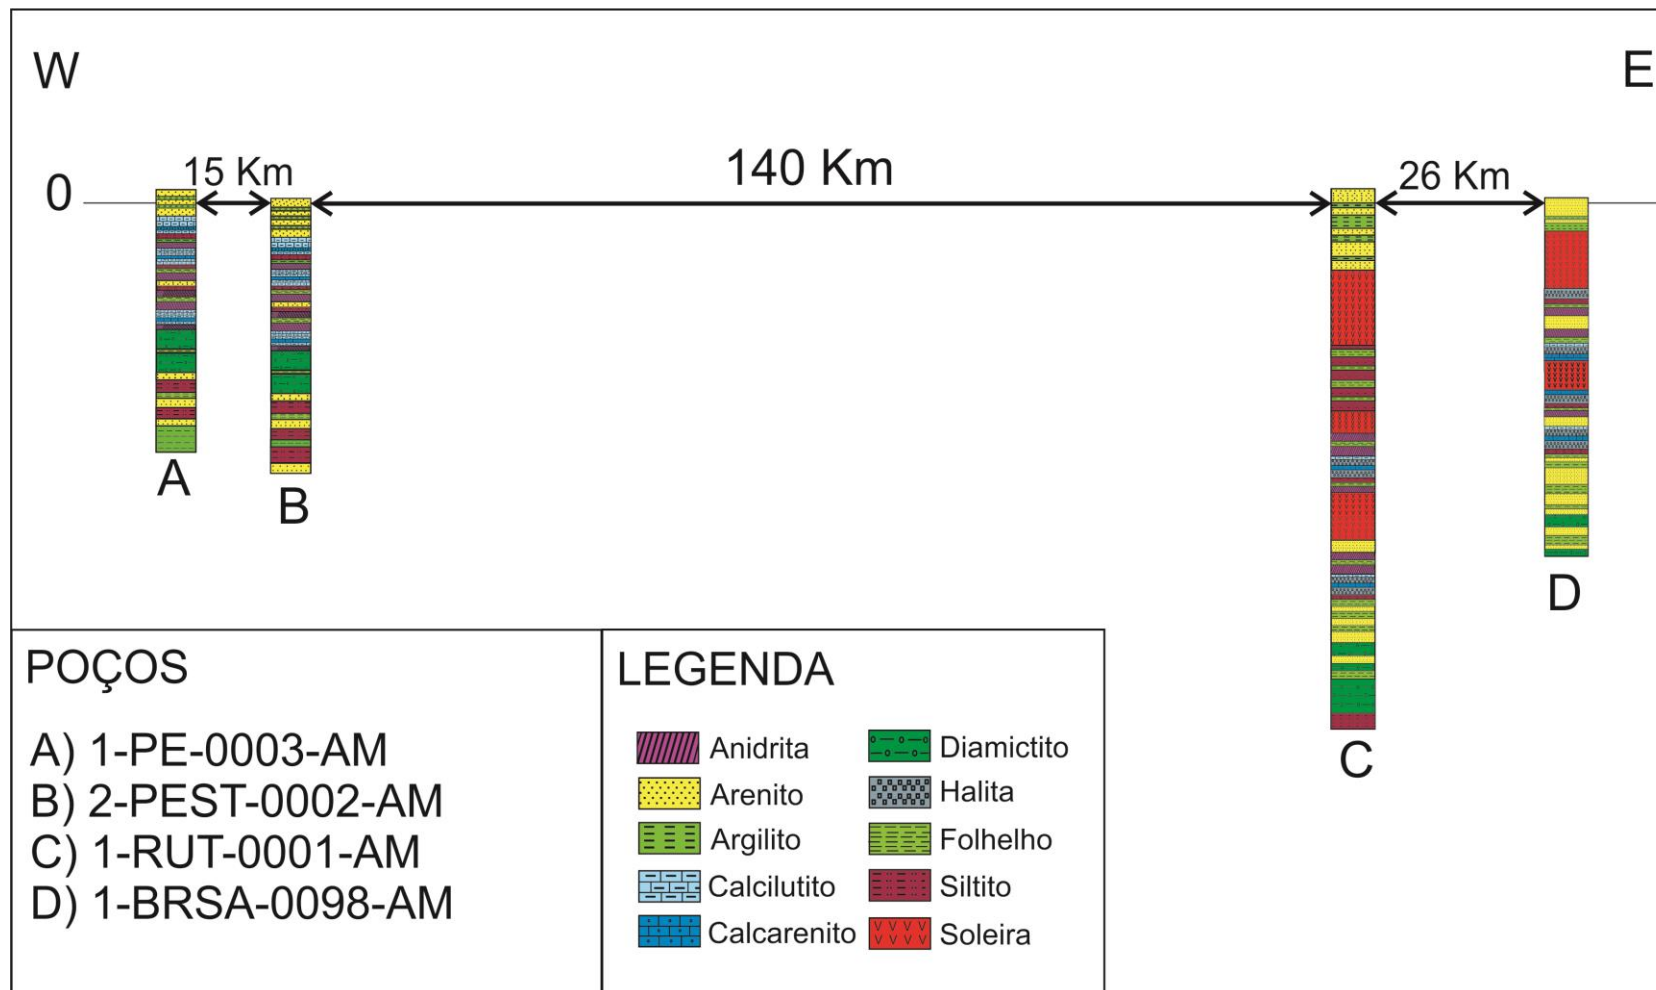 W
E
0
15 Km
140 Km
26 Km
A
B
C
D
POÇOS
A) 1-PE-0003-AM
B) 2-PEST-0002-AM
C) 1-RUT-0001-AM
D) 1-BRSA-0098-AM
LEGENDA
Anidrita
Arenito
Argilito
Calcilutito
Calcarenito
Diamictito
Halita
Folhelho
Siltito
Soleira